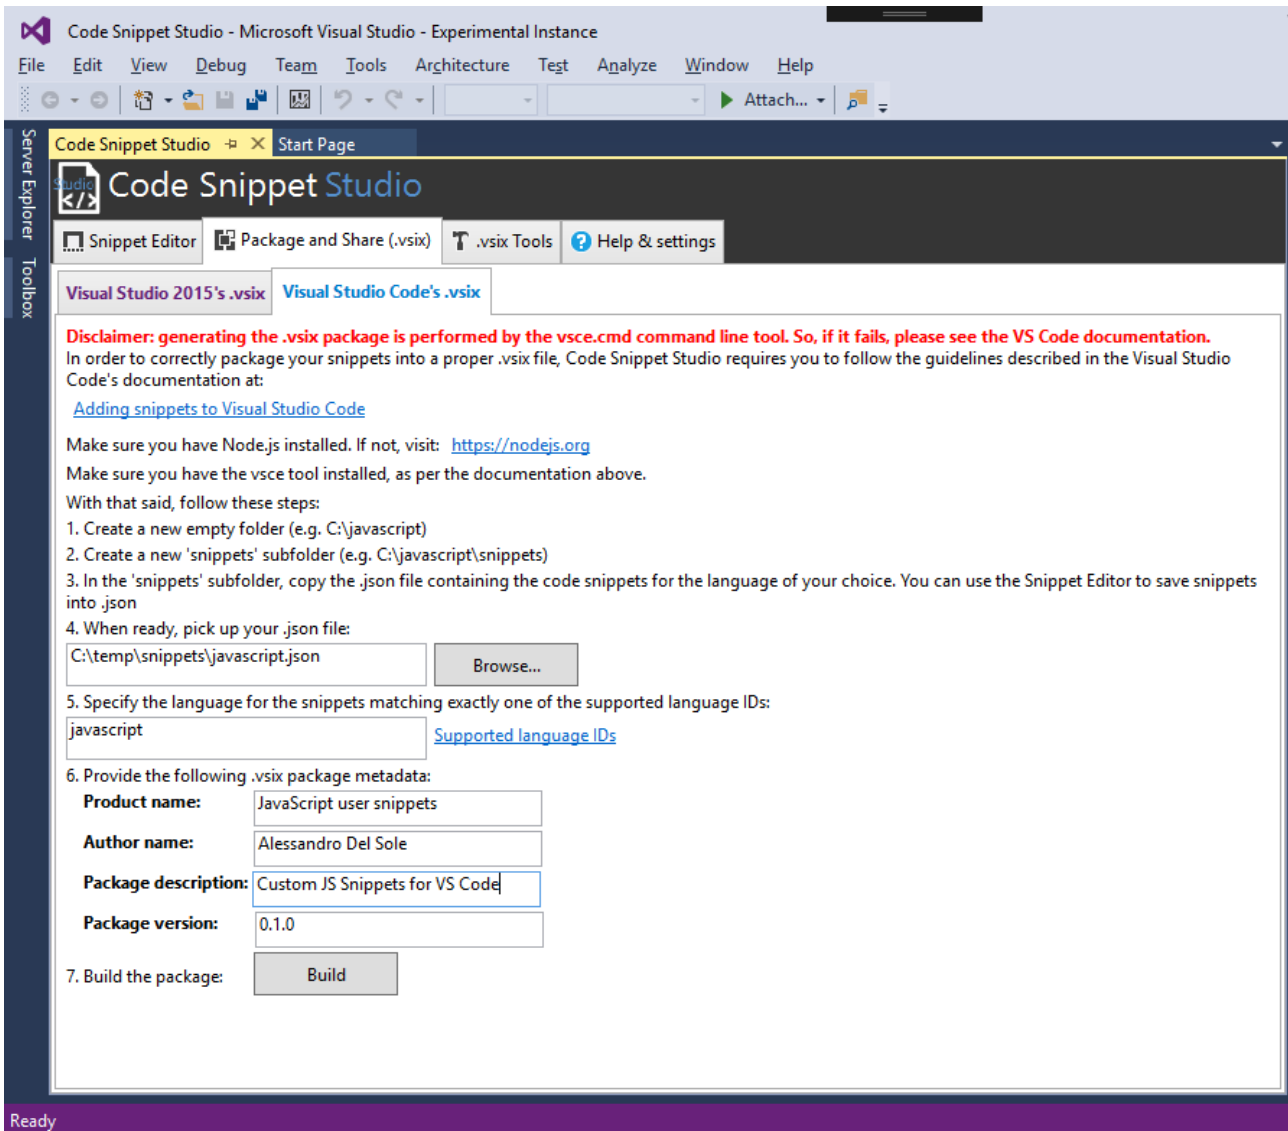 Code Snippet Studio - Microsoft Visual Studio - Experimental Instance
File Edit View Debug Team Tools Architecture Test Analyze Window Help
Attach...
Server Explorer
Toolbox
Code Snippet Studio Start Page
Studio
</>
Code Snippet Studio
Snippet Editor Package and Share (.vsix) .vsix Tools Help & settings
Visual Studio 2015's .vsix Visual Studio Code's .vsix
Disclaimer: generating the .vsix package is performed by the vsce.cmd command line tool. So, if it fails, please see the VS Code documentation.
In order to correctly package your snippets into a proper .vsix file, Code Snippet Studio requires you to follow the guidelines described in the Visual Studio
Code's documentation at:
Adding snippets to Visual Studio Code
Make sure you have Node.js installed. If not, visit: https://nodejs.org
Make sure you have the vsce tool installed, as per the documentation above.
With that said, follow these steps:
1. Create a new empty folder (e.g. C:\javascript)
2. Create a new 'snippets' subfolder (e.g. C:\javascript\snippets)
3. In the 'snippets' subfolder, copy the .json file containing the code snippets for the language of your choice. You can use the Snippet Editor to save snippets
into .json
4. When ready, pick up your .json file:
C:\temp\snippets\javascript.json Browse...
5. Specify the language for the snippets matching exactly one of the supported language IDs:
javascript Supported language IDs
6. Provide the following .vsix package metadata:
Product name: JavaScript user snippets
Author name: Alessandro Del Sole
Package description: Custom JS Snippets for VS Code
Package version: 0.1.0
7. Build the package: Build
Ready